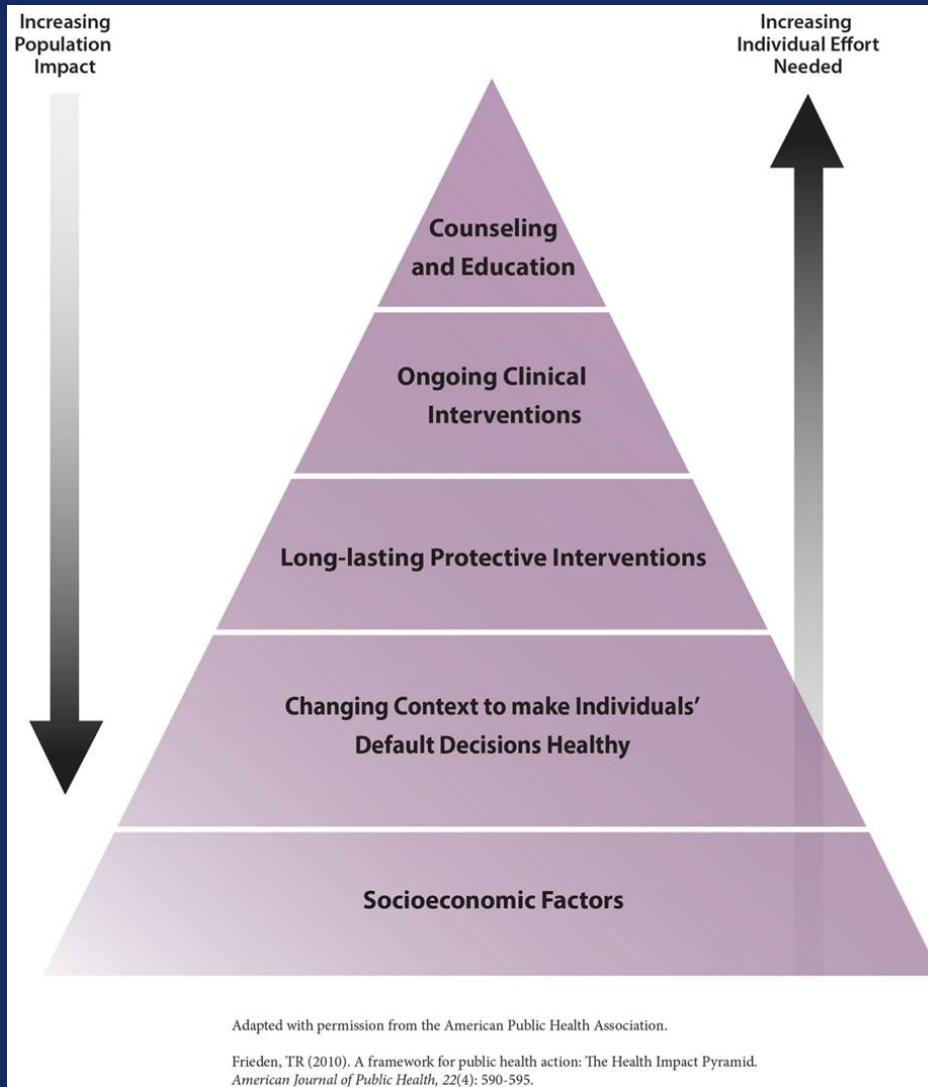 Increasing
Population
Impact
Increasing
Individual Effort
Needed
Counseling
and Education
Ongoing Clinical
Interventions
Long-lasting Protective Interventions
Changing Context to make Individuals’
Default Decisions Healthy
Socioeconomic Factors
Adapted with permission from the American Public Health Association.
Frieden, TR (2010). A framework for public health action: The Health Impact Pyramid.
American Journal of Public Health, 22(4): 590-595.